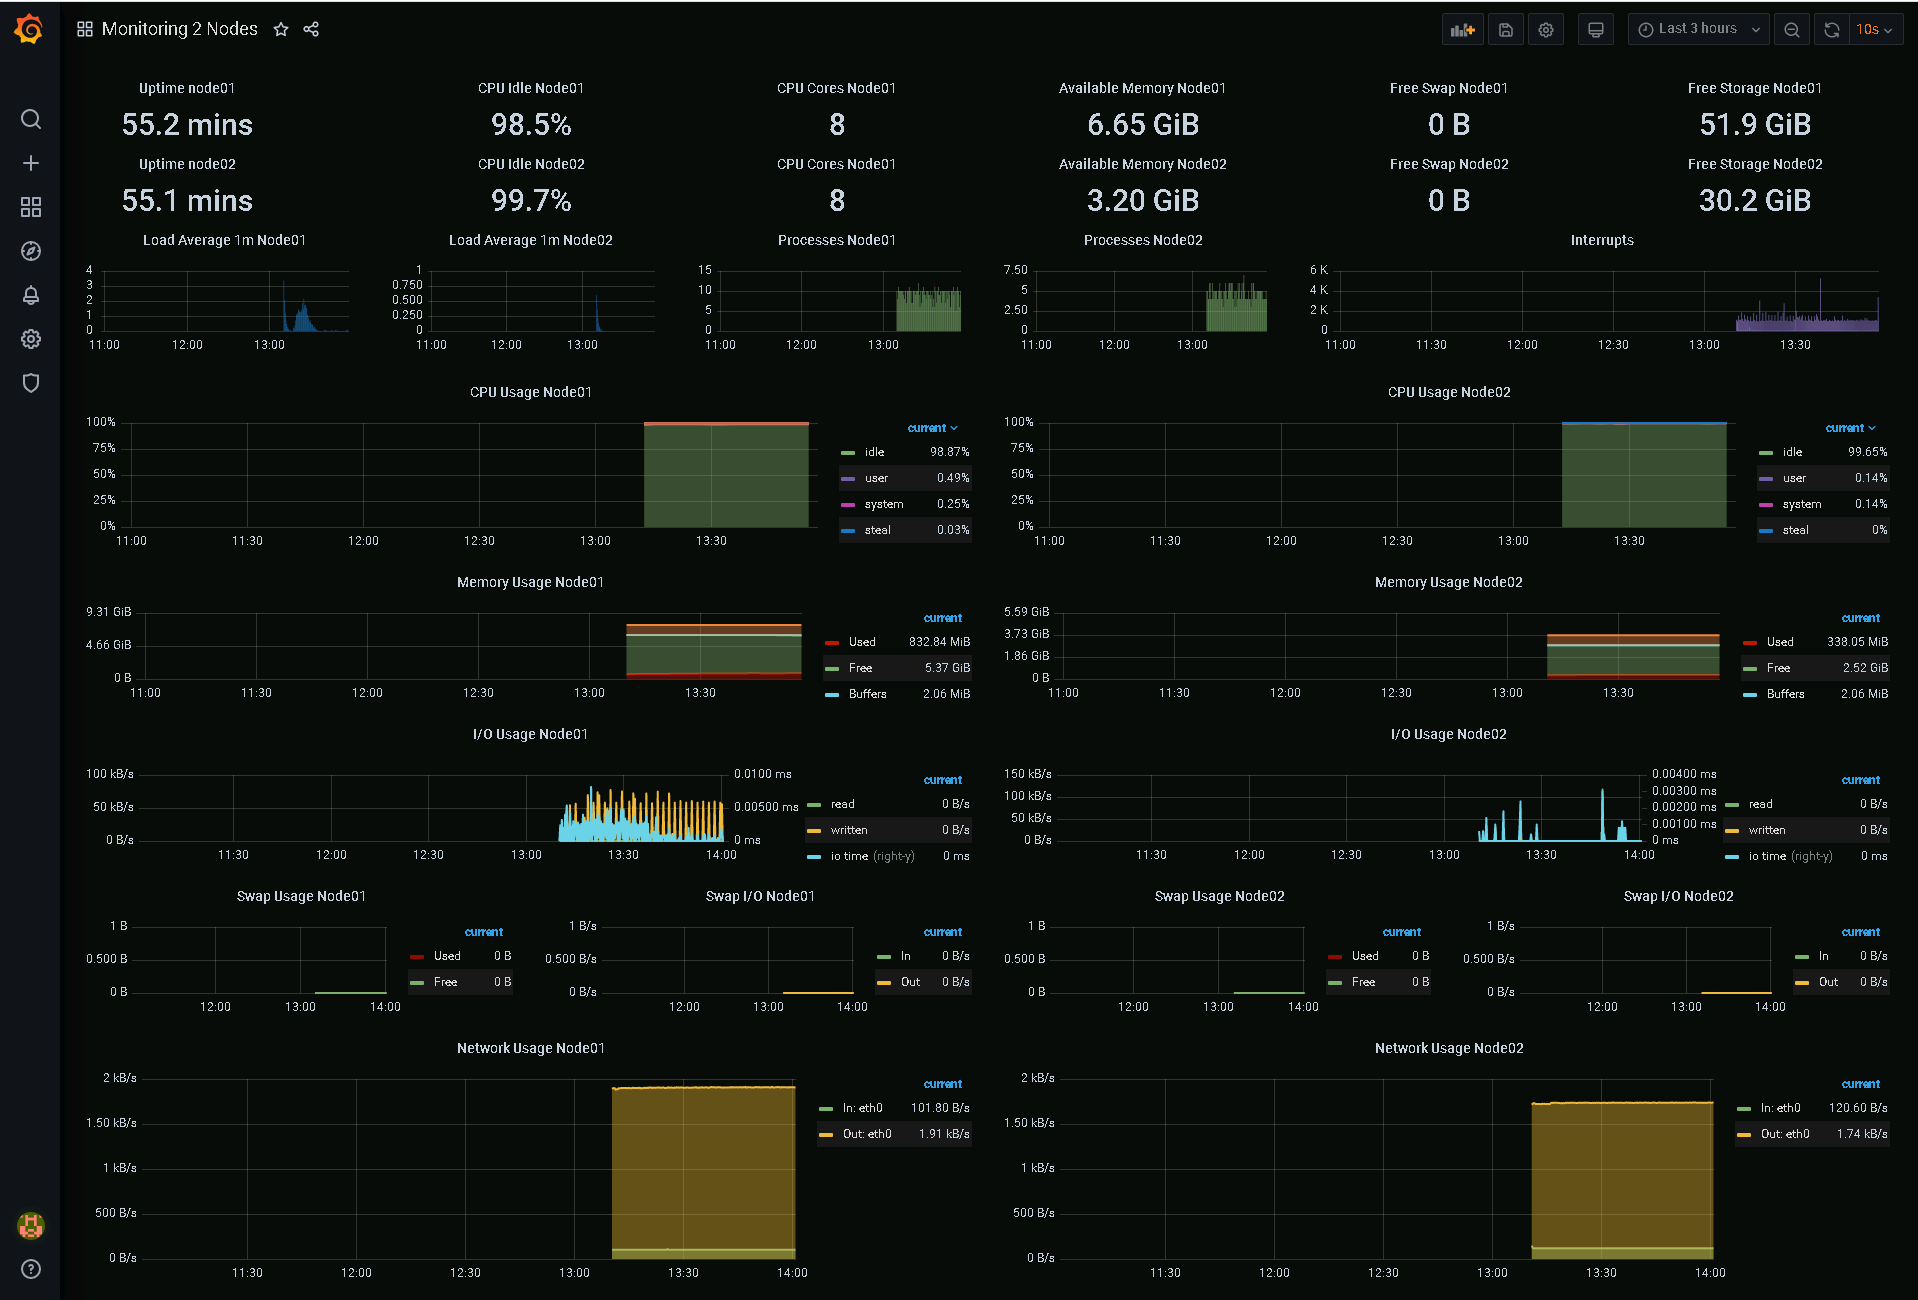 Monitoring 2 Nodes
Last 3 hours
10s
Uptime node01 CPU Idle Node01 CPU Cores Node01 Available Memory Node01 Free Swap Node01 Free Storage Node01
55.2 mins 98.5% 8 6.65 GiB 0 B 51.9 GiB
Uptime node02 CPU Idle Node02 CPU Cores Node01 Available Memory Node02 Free Swap Node02 Free Storage Node02
55.1 mins 99.7% 8 3.20 GiB 0 B 30.2 GiB
Load Average 1m Node01
4
3
2
1
0
11:00 12:00 13:00
Load Average 1m Node02
1
0.750
0.500
0.250
0
11:00 12:00 13:00
Processes Node01
15
10
5
0
11:00 12:00 13:00
Processes Node02
7.50
5
2.50
0
11:00 12:00 13:00
Interrupts
6 K
4 K
2 K
0
11:00 11:30 12:00 12:30 13:00 13:30
CPU Usage Node01
100%
75%
50%
25%
0%
11:00 11:30 12:00 12:30 13:00 13:30
current
idle 98.87%
user 0.49%
system 0.25%
steal 0.03%
CPU Usage Node02
100%
75%
50%
25%
0%
11:00 11:30 12:00 12:30 13:00 13:30
current
idle 99.65%
user 0.14%
system 0.14%
steal 0%
Memory Usage Node01
9.31 GiB
4.66 GiB
0 B
11:00 11:30 12:00 12:30 13:00 13:30
current
Used 832.84 MiB
Free 5.37 GiB
Buffers 2.06 MiB
Memory Usage Node02
5.59 GiB
3.73 GiB
1.86 GiB
0 B
11:00 11:30 12:00 12:30 13:00 13:30
current
Used 338.05 MiB
Free 2.52 GiB
Buffers 2.06 MiB
I/O Usage Node01
100 kB/s
50 kB/s
0 B/s
0.0100 ms
0.00500 ms
0 ms
11:30 12:00 12:30 13:00 13:30 14:00
current
read 0 B/s
written 0 B/s
io time (right-y) 0 ms
I/O Usage Node02
150 kB/s
100 kB/s
50 kB/s
0 B/s
0.00400 ms
0.00300 ms
0.00200 ms
0.00100 ms
0 ms
11:30 12:00 12:30 13:00 13:30 14:00
current
read 0 B/s
written 0 B/s
io time (right-y) 0 ms
Swap Usage Node01
1 B
0.500 B
0 B
12:00 13:00 14:00
current
Used 0 B
Free 0 B
Swap I/O Node01
1 B/s
0.500 B/s
0 B/s
12:00 13:00 14:00
current
In 0 B/s
Out 0 B/s
Swap Usage Node02
1 B
0.500 B
0 B
12:00 13:00 14:00
current
Used 0 B
Free 0 B
Swap I/O Node02
1 B/s
0.500 B/s
0 B/s
12:00 13:00 14:00
current
In 0 B/s
Out 0 B/s
Network Usage Node01
2 kB/s
1.50 kB/s
1 kB/s
500 B/s
0 B/s
11:30 12:00 12:30 13:00 13:30 14:00
current
In: eth0 101.80 B/s
Out: eth0 1.91 kB/s
Network Usage Node02
2 kB/s
1.50 kB/s
1 kB/s
500 B/s
0 B/s
11:30 12:00 12:30 13:00 13:30 14:00
current
In: eth0 120.60 B/s
Out: eth0 1.74 kB/s